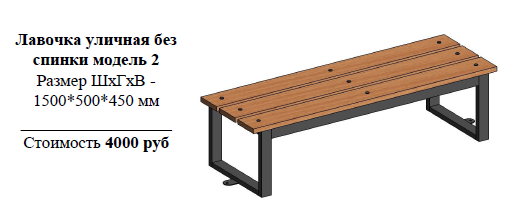 Лавочка уличная без
спинки модель 2
Размер ШхГхВ -
1500*500*450 мм
Стоимость 4000 руб